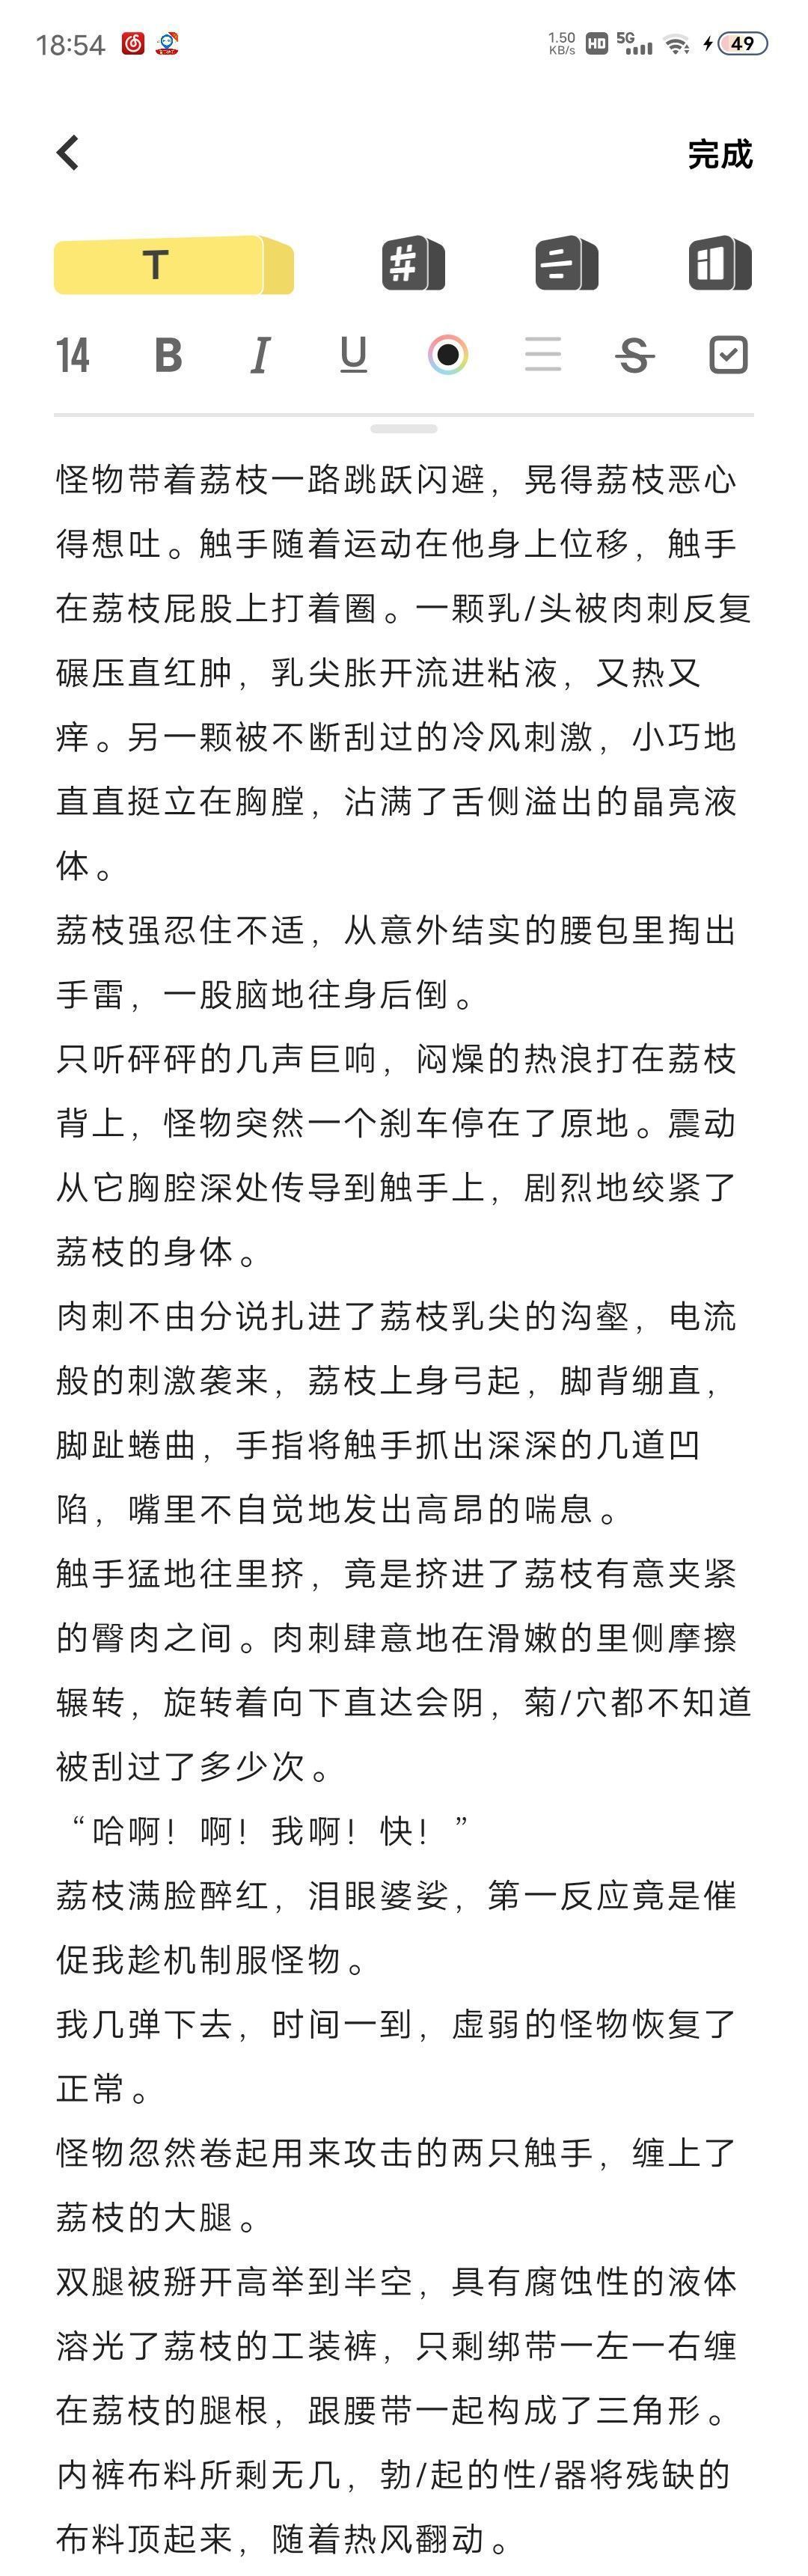 18:54
1.50 KB/s HD 5G 49
完成
T
14 B I U S
怪物带着荔枝一路跳跃闪避，晃得荔枝恶心
得想吐。触手随着运动在他身上位移，触手
在荔枝屁股上打着圈。一颗乳/头被肉刺反复
碾压直红肿，乳尖胀开流进粘液，又热又
痒。另一颗被不断刮过的冷风刺激，小巧地
直直挺立在胸膛，沾满了舌侧溢出的晶亮液
体。
荔枝强忍住不适，从意外结实的腰包里掏出
手雷，一股脑地往身后倒。
只听砰砰的几声巨响，闷燥的热浪打在荔枝
背上，怪物突然一个刹车停在了原地。震动
从它胸腔深处传导到触手上，剧烈地绞紧了
荔枝的身体。
肉刺不由分说扎进了荔枝乳尖的沟壑，电流
般的刺激袭来，荔枝上身弓起，脚背绷直，
脚趾蜷曲，手指将触手抓出深深的几道凹
陷，嘴里不自觉地发出高昂的喘息。
触手猛地往里挤，竟是挤进了荔枝有意夹紧
的臀肉之间。肉刺肆意地在滑嫩的里侧摩擦
辗转，旋转着向下直达会阴，菊/穴都不知道
被刮过了多少次。
“哈啊！啊！我啊！快！”
荔枝满脸醉红，泪眼婆娑，第一反应竟是催
促我趁机制服怪物。
我几弹下去，时间一到，虚弱的怪物恢复了
正常。
怪物忽然卷起用来攻击的两只触手，缠上了
荔枝的大腿。
双腿被掰开高举到半空，具有腐蚀性的液体
溶光了荔枝的工装裤，只剩绑带一左一右缠
在荔枝的腿根，跟腰带一起构成了三角形。
内裤布料所剩无几，勃/起的性/器将残缺的
布料顶起来，随着热风翻动。